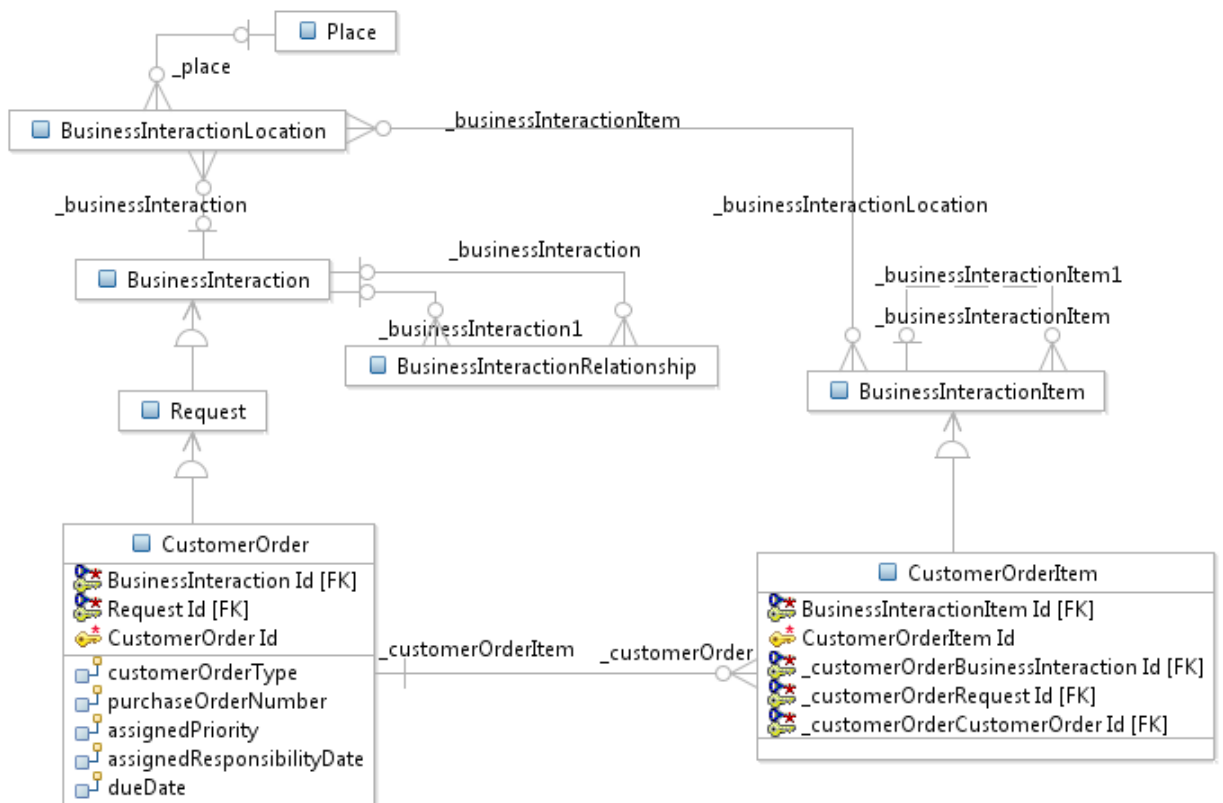 Place
_place
BusinessInteractionLocation
_businessInteractionItem
_businessInteraction
_businessInteractionLocation
BusinessInteraction
_businessInteraction
_businessInteractionItem1
_businessInteractionItem
_businessInteraction1
BusinessInteractionRelationship
BusinessInteractionItem
Request
CustomerOrder
BusinessInteraction Id [FK]
Request Id [FK]
CustomerOrder Id
customerOrderType
purchaseOrderNumber
assignedPriority
assignedResponsibilityDate
dueDate
_customerOrderItem
_customerOrder
CustomerOrderItem
BusinessInteractionItem Id [FK]
CustomerOrderItem Id
_customerOrderBusinessInteraction Id [FK]
_customerOrderRequest Id [FK]
_customerOrderCustomerOrder Id [FK]